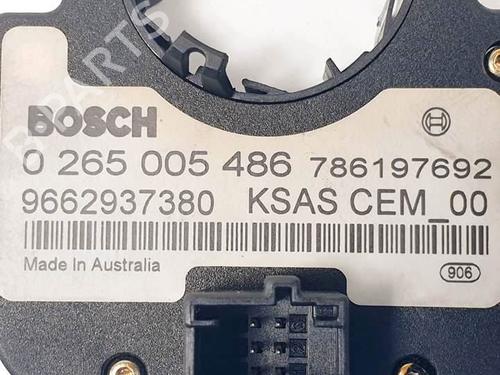 BOSCH
0 265 005 486 786197692
9662937380 KSAS CEM_00
Made In Australia
906